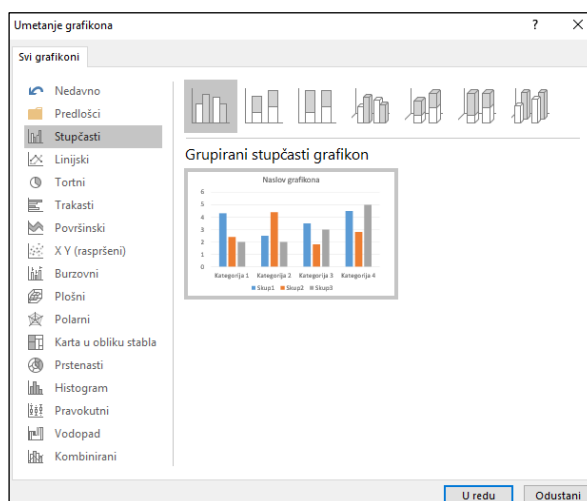 Umetanje grafikona
?
Svi grafikoni
Nedavno
Predlošci
Stupčasti
Linijski
Tortni
Trakasti
Površinski
X Y (raspršeni)
Burzovni
Plošni
Polarni
Karta u obliku stabla
Prstenasti
Histogram
Pravokutni
Vodopad
Kombinirani
Grupirani stupčasti grafikon
Naslov grafikona
6
5
4
3
2
1
0
Kategorija 1 Kategorija 2 Kategorija 3 Kategorija 4
Skup1 Skup2 Skup3
U redu Odustani